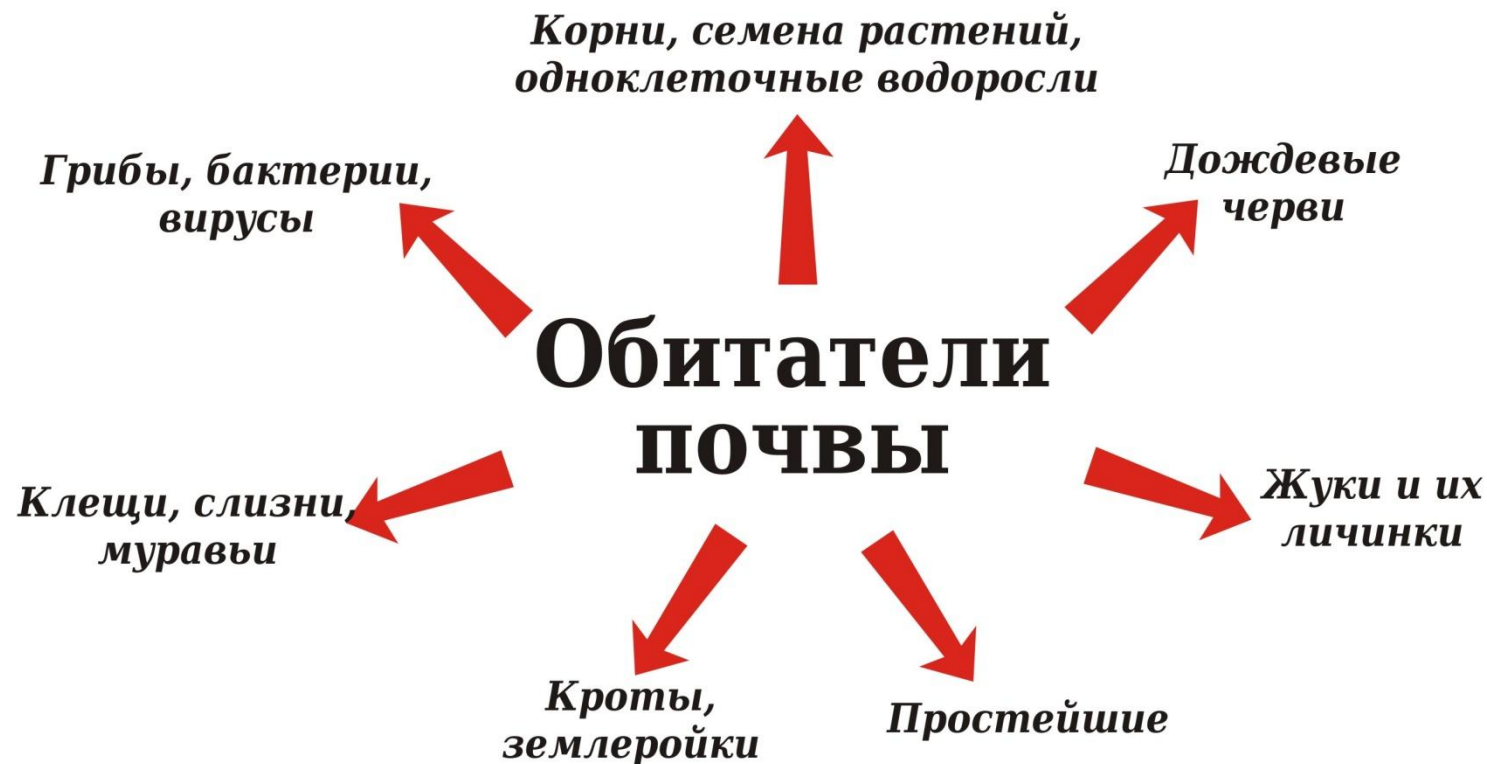 Корни, семена растений,
одноклеточные водоросли
Грибы, бактерии,
вирусы
Дождевые
черви
Обитатели
почвы
Клещи, слизни,
муравьи
Жуки и их
личинки
Кроты,
землеройки
Простейшие